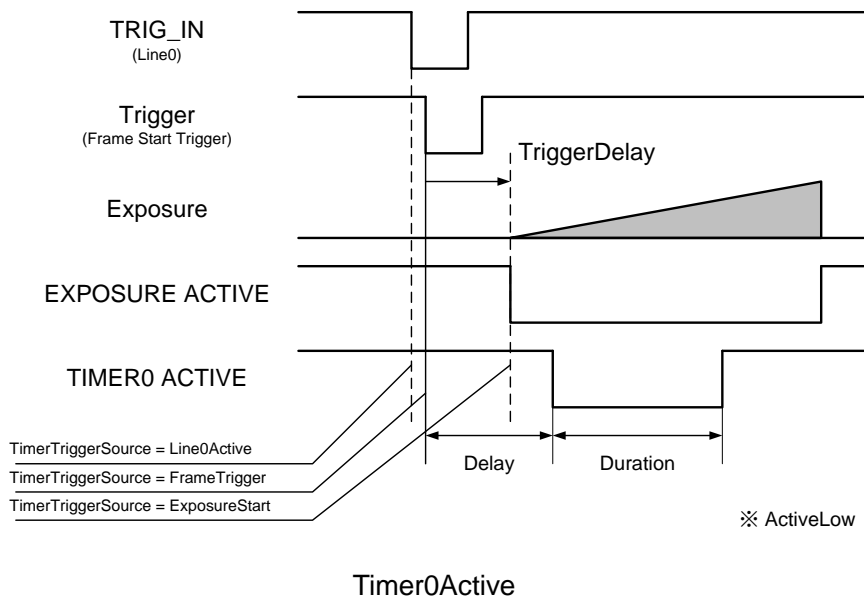 TRIG_IN
(Line0)
Trigger
(Frame Start Trigger)
TriggerDelay
Exposure
EXPOSURE ACTIVE
TIMER0 ACTIVE
TimerTriggerSource = Line0Active
TimerTriggerSource = FrameTrigger
TimerTriggerSource = ExposureStart
Delay
Duration
※ ActiveLow
Timer0Active